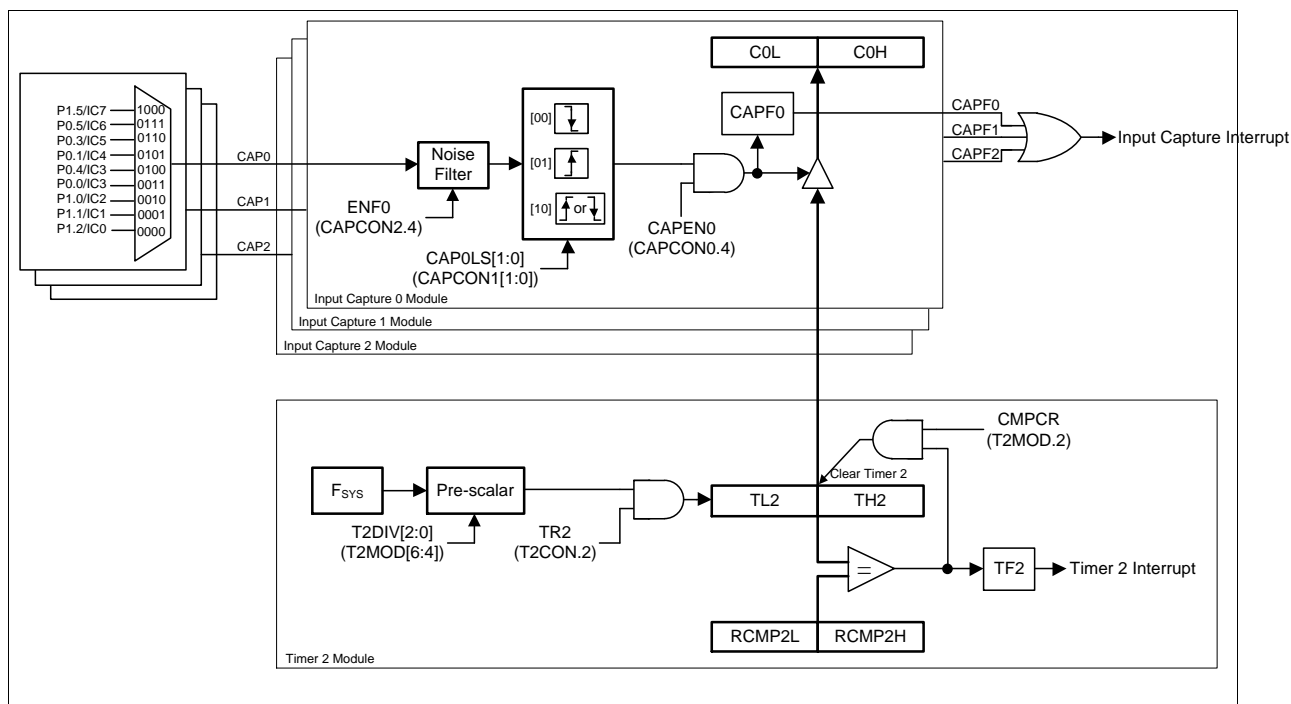 C0L C0H
P1.5/IC7 1000
P0.5/IC6 0111
P0.3/IC5 0110
P0.1/IC4 0101
P0.4/IC3 0100
P0.0/IC3 0011
P1.0/IC2 0010
P1.1/IC1 0001
P1.2/IC0 0000
CAP0
CAP1
CAP2
Noise
Filter
ENF0
(CAPCON2.4)
[00]
[01]
[10] or
CAP0LS[1:0]
(CAPCON1[1:0])
CAPEN0
(CAPCON0.4)
CAPF0
CAPF0
CAPF1
CAPF2
Input Capture Interrupt
Input Capture 0 Module
Input Capture 1 Module
Input Capture 2 Module
CMPCR
(T2MOD.2)
Clear Timer 2
FSYS
Pre-scalar
T2DIV[2:0]
(T2MOD[6:4])
TR2
(T2CON.2)
TL2 TH2
=
TF2
Timer 2 Interrupt
RCMP2L RCMP2H
Timer 2 Module